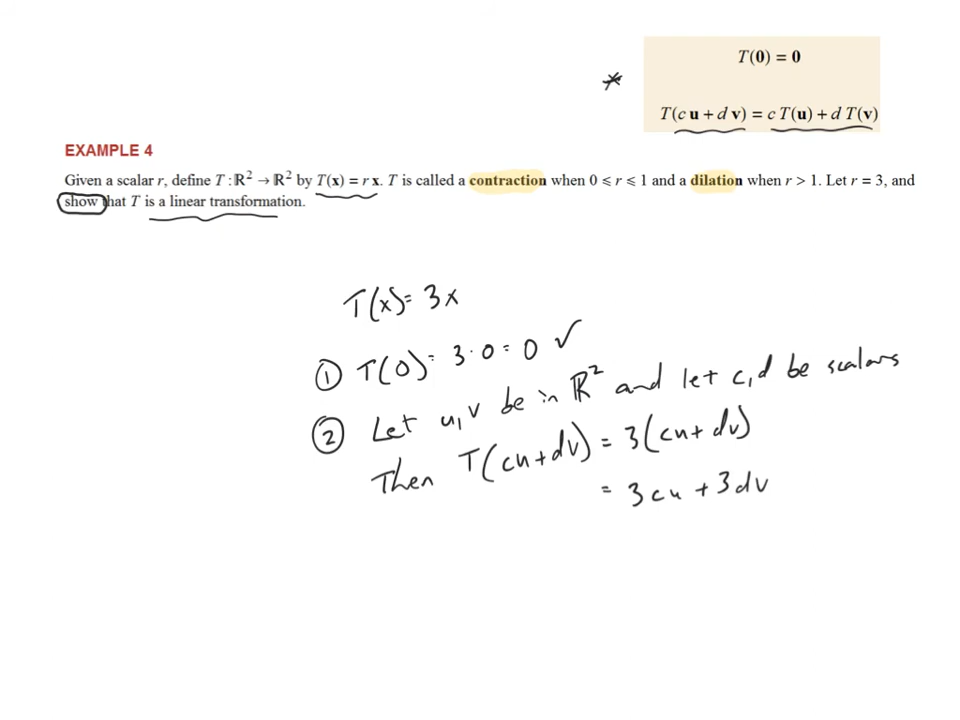 T(0) = 0
*
T(c u + d v) = c T(u) + d T(v)
EXAMPLE 4
Given a scalar r, define T : ℝ² → ℝ² by T(x) = r x. T is called a contraction when 0 ⩽ r ⩽ 1 and a dilation when r > 1. Let r = 3, and
show that T is a linear transformation.
T(x) = 3x
① T(0) = 3·0 = 0 ✓
② Let u, v be in ℝ² and let c, d be scalars
Then T(cu + dv) = 3(cu + dv)
= 3cu + 3dv